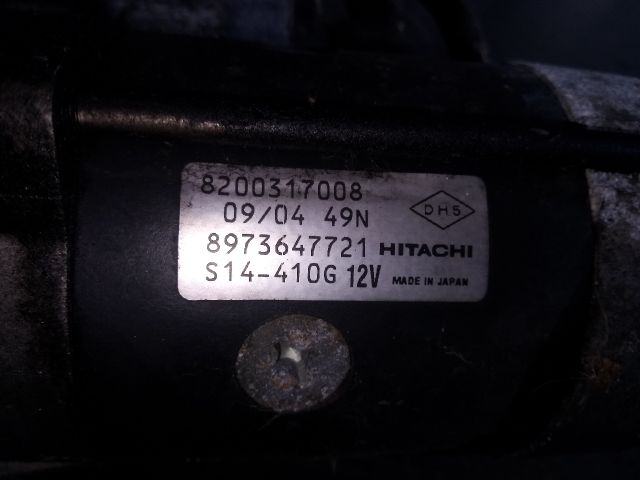 8200317008
09/04 49N
DH5
8973647721 HITACHI
S14-410G 12V MADE IN JAPAN